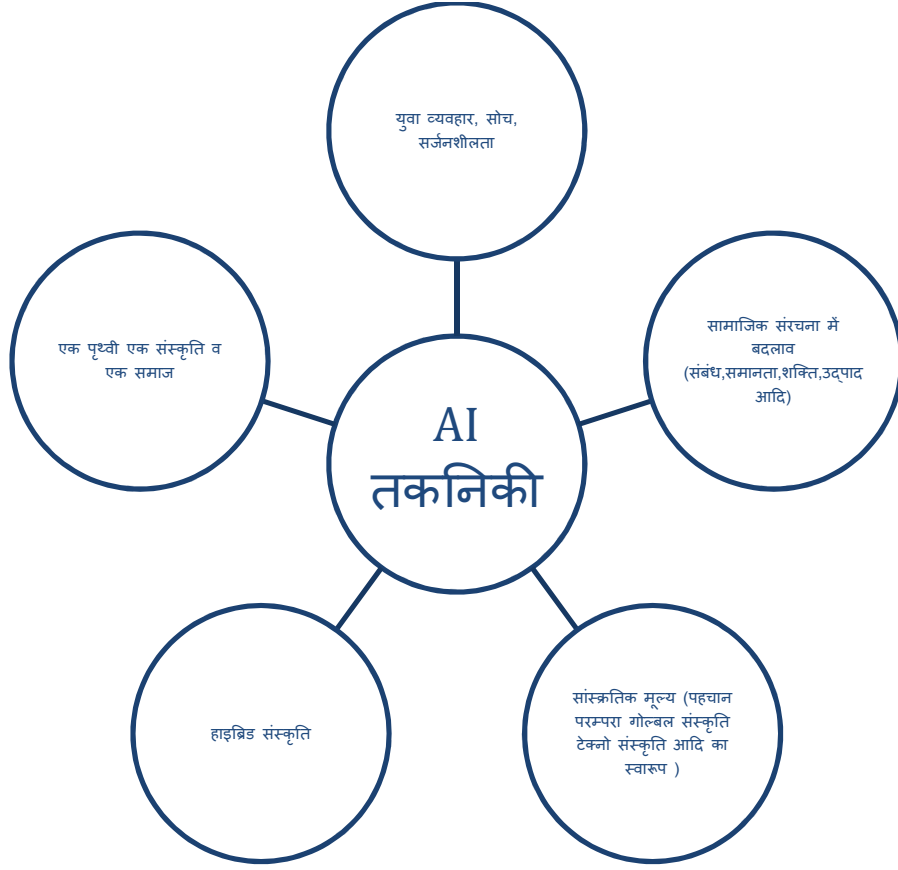 युवा व्यवहार, सोच,
सर्जनशीलता
सामाजिक संरचना में
बदलाव
(संबंध,समानता,शक्ति,उद्पाद
आदि)
सांस्क्रतिक मूल्य (पहचान
परम्परा गोल्बल संस्कृति
टेक्नो संस्कृति आदि का
स्वारूप )
हाइब्रिड संस्कृति
एक पृथ्वी एक संस्कृति व
एक समाज
AI
तकनिकी